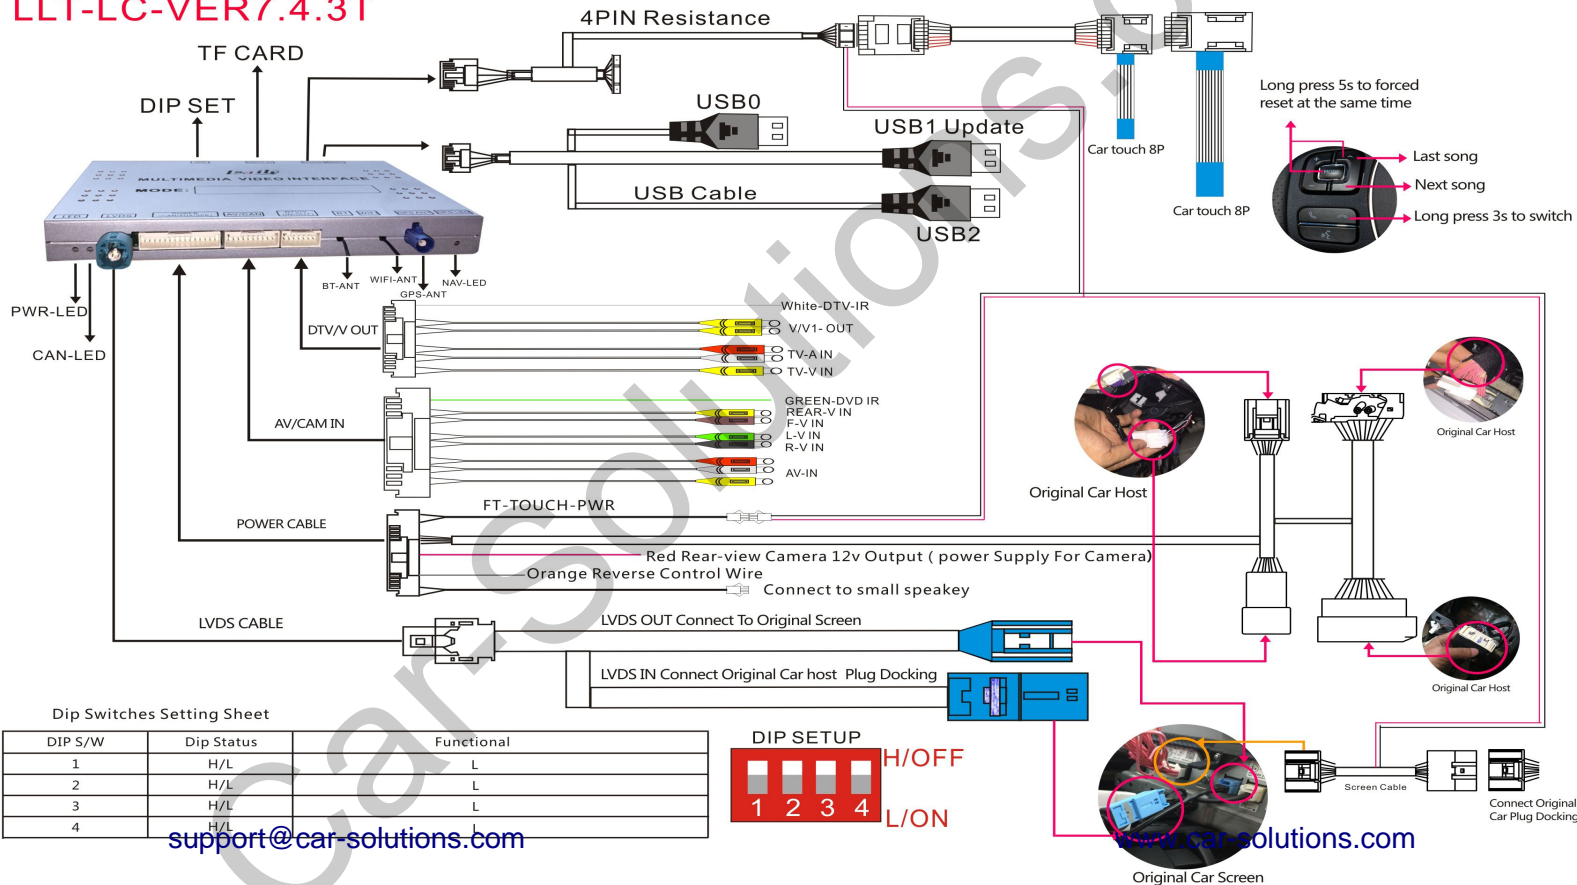 LLT-LC-VER7.4.3T
4PIN Resistance
TF CARD
DIP SET
USB0
USB1 Update
USB Cable
USB2
Car touch 8P
Car touch 8P
Long press 5s to forced
reset at the same time
Last song
Next song
Long press 3s to switch
MULTIMEDIA VIDEO INTERFACE
MODE:
LED
LVDS
PWR-LED
CAN-LED
BT-ANT
WIFI-ANT
GPS-ANT
NAV-LED
DTV/V OUT
White-DTV-IR
V/V1- OUT
TV-A IN
TV-V IN
AV/CAM IN
GREEN-DVD IR
REAR-V IN
F-V IN
L-V IN
R-V IN
AV-IN
Original Car Host
Original Car Host
Original Car Host
POWER CABLE
FT-TOUCH-PWR
Red Rear-view Camera 12v Output ( power Supply For Camera)
Orange Reverse Control Wire
Connect to small speakey
LVDS CABLE
LVDS OUT Connect To Original Screen
LVDS IN Connect Original Car host Plug Docking
Dip Switches Setting Sheet
DIP S/W Dip Status Functional
1 H/L L
2 H/L L
3 H/L L
4 H/L L
DIP SETUP
H/OFF
1 2 3 4
L/ON
Screen Cable
Connect Original
Car Plug Docking
Original Car Screen
support@car-solutions.com
www.car-solutions.com
Car-Solutions.c